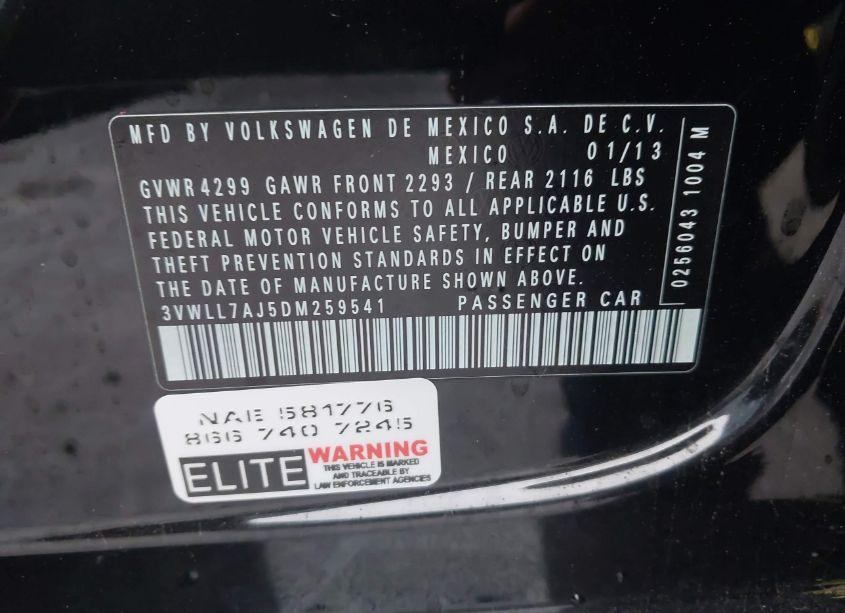 MFD BY VOLKSWAGEN DE MEXICO S.A. DE C.V.
MEXICO 01/13
GVWR 4299 GAWR FRONT 2293 / REAR 2116 LBS
THIS VEHICLE CONFORMS TO ALL APPLICABLE U.S.
FEDERAL MOTOR VEHICLE SAFETY, BUMPER AND
THEFT PREVENTION STANDARDS IN EFFECT ON
THE DATE OF MANUFACTURE SHOWN ABOVE.
3VWLL7AJ5DM259541 PASSENGER CAR
0256043 1004 M
NAE 581776
866 740 7245
ELITE WARNING
THIS VEHICLE IS MARKED
AND TRACEABLE BY
LAW ENFORCEMENT AGENCIES